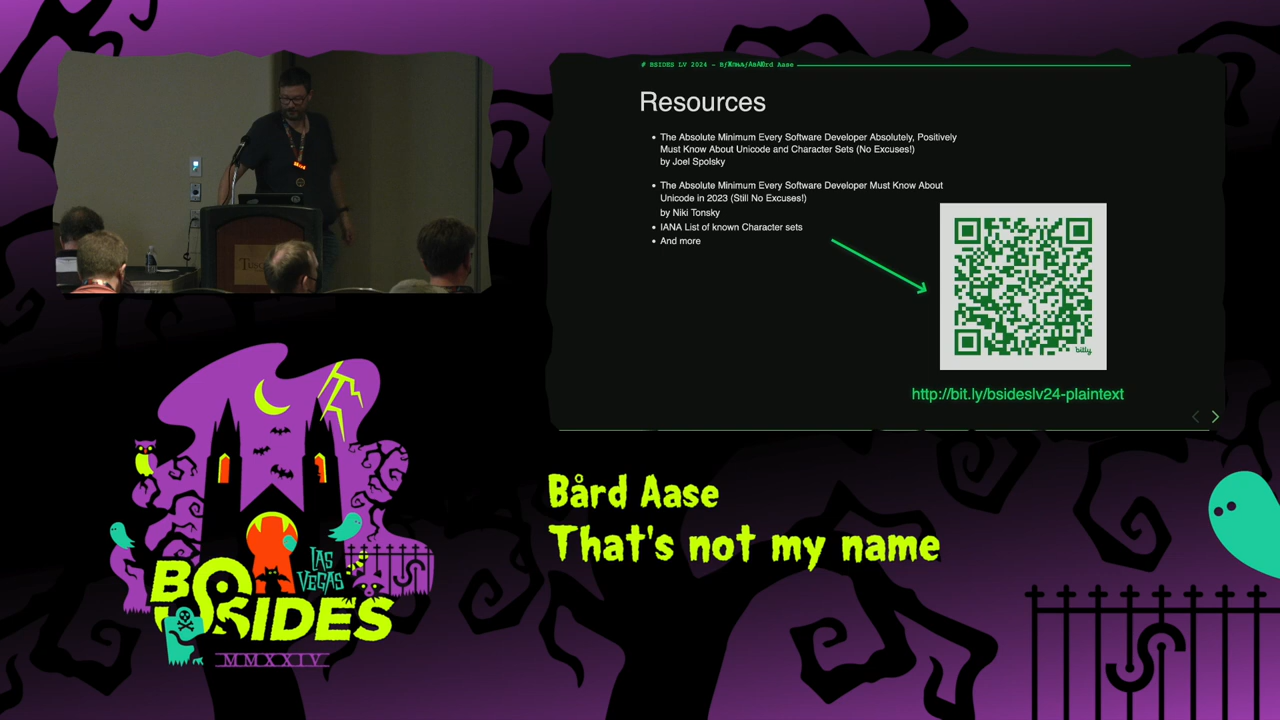 # BSIDES LV 2024 -
Resources
The Absolute Minimum Every Software Developer Absolutely, Positively
Must Know About Unicode and Character Sets (No Excuses!)
by Joel Spolsky
The Absolute Minimum Every Software Developer Must Know About
Unicode in 2023 (Still No Excuses!)
by Niki Tonsky
IANA List of known Character sets
And more
bitly
http://bit.ly/bsideslv24-plaintext
Bård Aase
That's not my name
LAS
VEGAS
BSIDES
MMXXIV